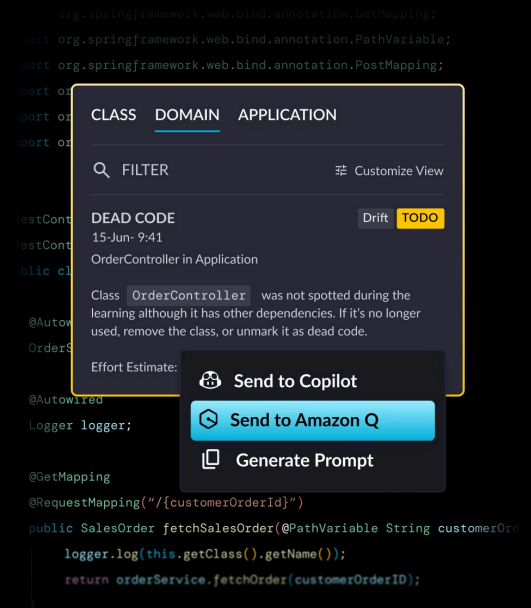 org.springframework.web.bind.annotation.GetMapping;
port org.springframework.web.bind.annotation.PathVariable;
port org.springframework.web.bind.annotation.PostMapping;
port or
port or
port or
CLASS DOMAIN APPLICATION
FILTER Customize View
DEAD CODE Drift TODO
15-Jun- 9:41
OrderController in Application
Class OrderController was not spotted during the
learning although it has other dependencies. If it's no longer
used, remove the class, or unmark it as dead code.
Effort Estimate:
Send to Copilot
Send to Amazon Q
Generate Prompt
estCont
estCont
blic cl
@Autow
OrderS
@Autowired
Logger logger;
@GetMapping
@RequestMapping("/{customerOrderId}")
public SalesOrder fetchSalesOrder(@PathVariable String customerOrd
logger.log(this.getClass().getName());
return orderService.fetchOrder(customerOrderID);